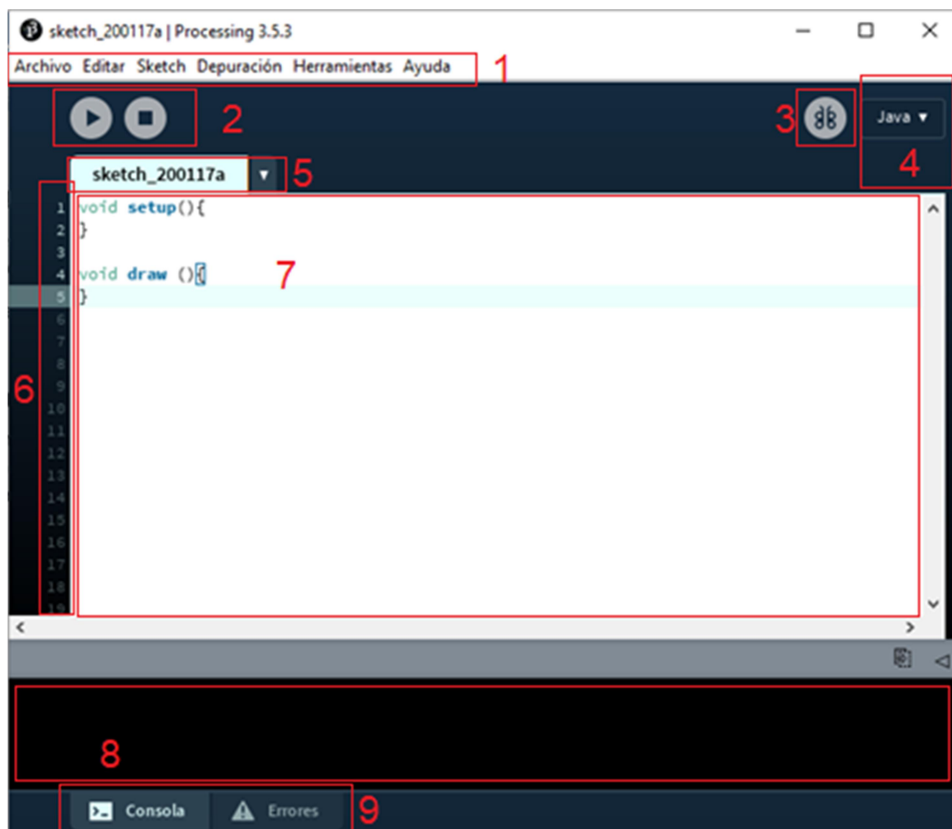 sketch_200117a | Processing 3.5.3
Archivo Editar Sketch Depuración Herramientas Ayuda 1
2 3 Java 4
sketch_200117a 5
1 void setup(){
2 }
3
4 void draw (){ 7
5 }
6
7
8
6 9
10
11
12
13
14
15
16
17
18
19
8
Consola Errores 9